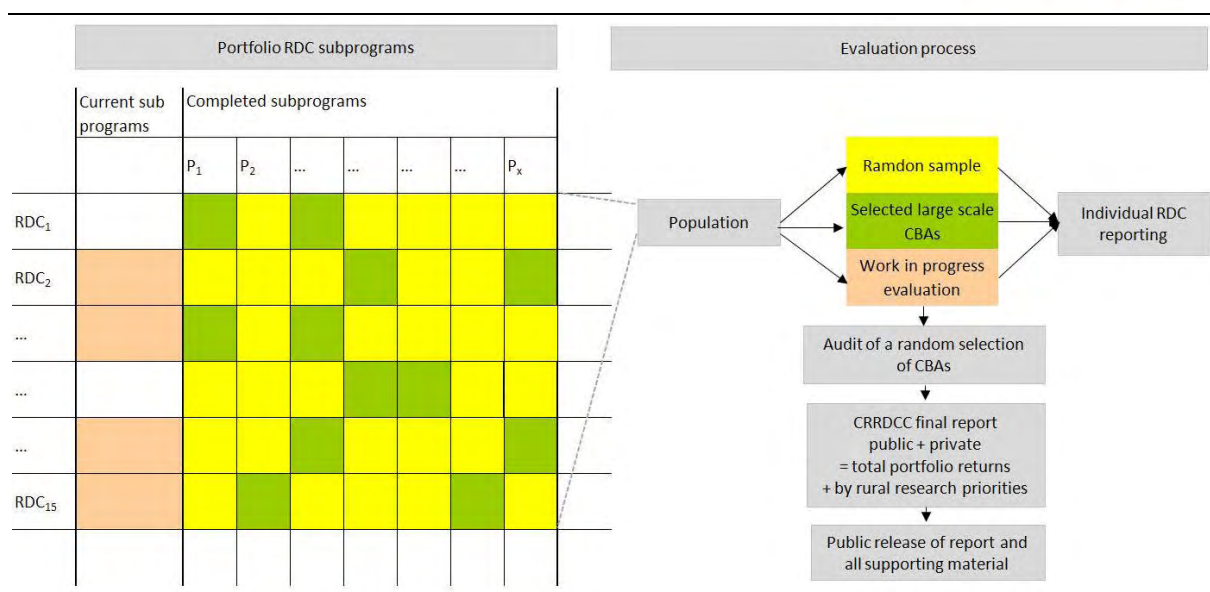 Portfolio RDC subprograms
Evaluation process
Current sub
programs
Completed subprograms
P1
P2
...
...
...
...
Px
RDC1
RDC2
...
...
...
RDC15
Population
Ramdon sample
Selected large scale
CBAs
Work in progress
evaluation
Individual RDC
reporting
Audit of a random selection
of CBAs
CRRDCC final report
public + private
= total portfolio returns
+ by rural research priorities
Public release of report and
all supporting material